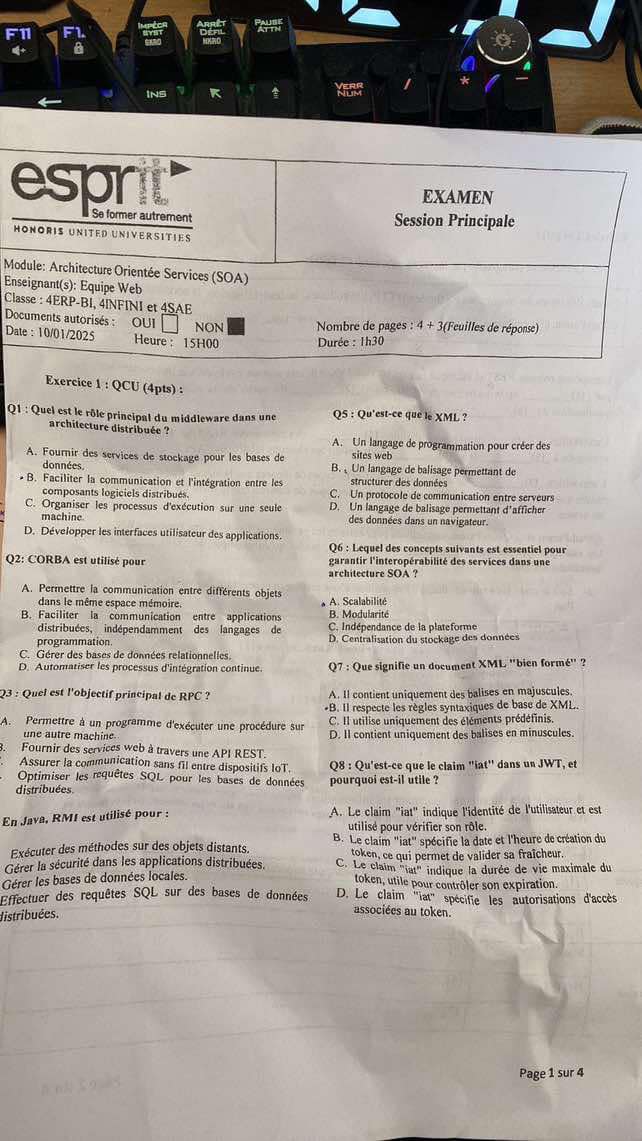 F11
F1
IMPÉCR
SYST
6KRO
ARRÊT
DÉFIL
NKRO
PAUSE
ATTN
INS
VERR
NUM
/
*
esprit
Se former autrement
HONORIS UNITED UNIVERSITIES
EXAMEN
Session Principale
Module: Architecture Orientée Services (SOA)
Enseignant(s): Equipe Web
Classe : 4ERP-BI, 4INFINI et 4SAE
Documents autorisés : OUI NON
Date : 10/01/2025 Heure : 15H00
Nombre de pages : 4 + 3(Feuilles de réponse)
Durée : 1h30
Exercice 1 : QCU (4pts) :
Q1 : Quel est le rôle principal du middleware dans une
architecture distribuée ?
A. Fournir des services de stockage pour les bases de
données.
B. Faciliter la communication et l'intégration entre les
composants logiciels distribués.
C. Organiser les processus d'exécution sur une seule
machine.
D. Développer les interfaces utilisateur des applications.
Q2: CORBA est utilisé pour
A. Permettre la communication entre différents objets
dans le même espace mémoire.
B. Faciliter la communication entre applications
distribuées, indépendamment des langages de
programmation.
C. Gérer des bases de données relationnelles.
D. Automatiser les processus d'intégration continue.
Q3 : Quel est l'objectif principal de RPC ?
A. Permettre à un programme d'exécuter une procédure sur
une autre machine.
Fournir des services web à travers une API REST.
Assurer la communication sans fil entre dispositifs IoT.
Optimiser les requêtes SQL pour les bases de données
distribuées.
En Java, RMI est utilisé pour :
Exécuter des méthodes sur des objets distants.
Gérer la sécurité dans les applications distribuées.
Gérer les bases de données locales.
Effectuer des requêtes SQL sur des bases de données
distribuées.
Q5 : Qu'est-ce que le XML ?
A. Un langage de programmation pour créer des
sites web
B. Un langage de balisage permettant de
structurer des données
C. Un protocole de communication entre serveurs
D. Un langage de balisage permettant d'afficher
des données dans un navigateur.
Q6 : Lequel des concepts suivants est essentiel pour
garantir l'interopérabilité des services dans une
architecture SOA ?
A. Scalabilité
B. Modularité
C. Indépendance de la plateforme
D. Centralisation du stockage des données
Q7 : Que signifie un document XML "bien formé" ?
A. Il contient uniquement des balises en majuscules.
B. Il respecte les règles syntaxiques de base de XML.
C. Il utilise uniquement des éléments prédéfinis.
D. Il contient uniquement des balises en minuscules.
Q8 : Qu'est-ce que le claim "iat" dans un JWT, et
pourquoi est-il utile ?
A. Le claim "iat" indique l'identité de l'utilisateur et est
utilisé pour vérifier son rôle.
B. Le claim "iat" spécifie la date et l'heure de création du
token, ce qui permet de valider sa fraîcheur.
C. Le claim "iat" indique la durée de vie maximale du
token, utile pour contrôler son expiration.
D. Le claim "iat" spécifie les autorisations d'accès
associées au token.
Page 1 sur 4